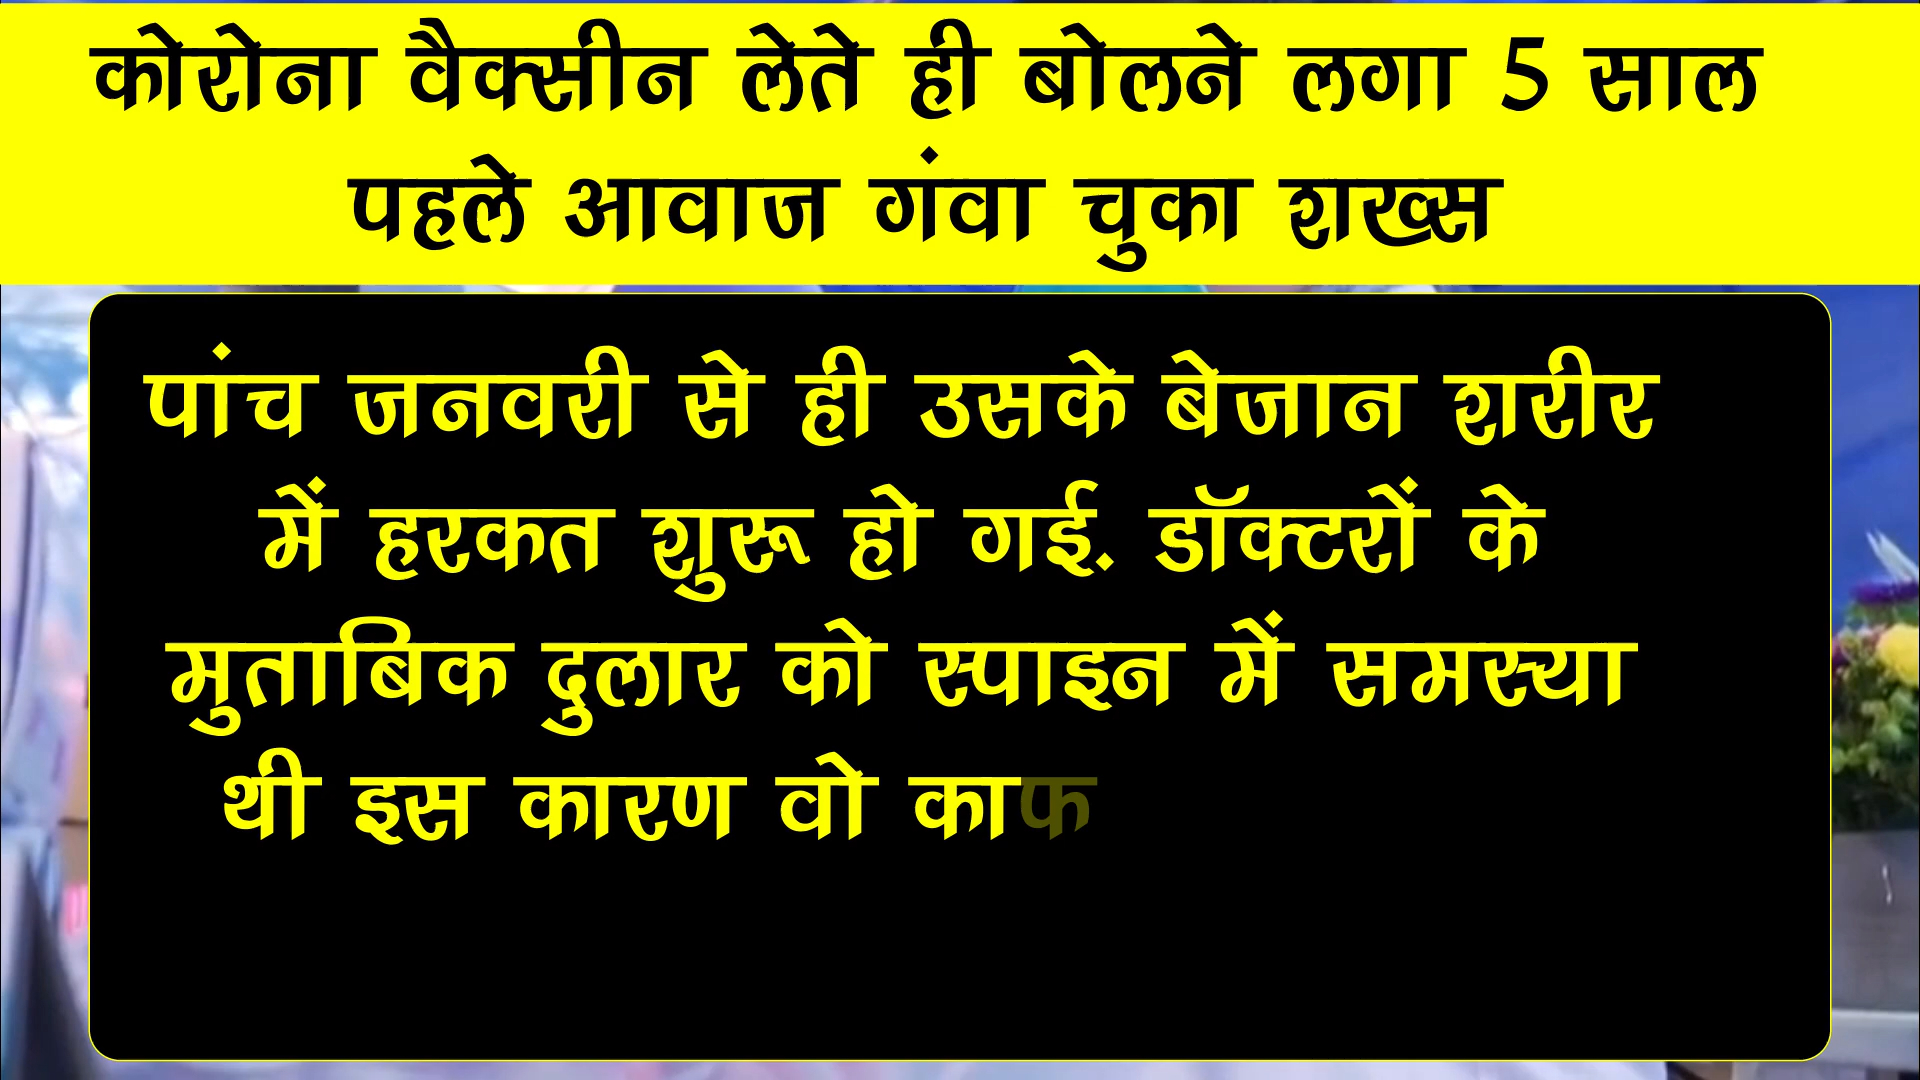 कोरोना वैक्सीन लेते ही बोलने लगा 5 साल
पहले आवाज गंवा चुका शख्स
पांच जनवरी से ही उसके बेजान शरीर
में हरकत शुरू हो गई. डॉक्टरों के
मुताबिक दुलार को स्पाइन में समस्या
थी इस कारण वो काफ